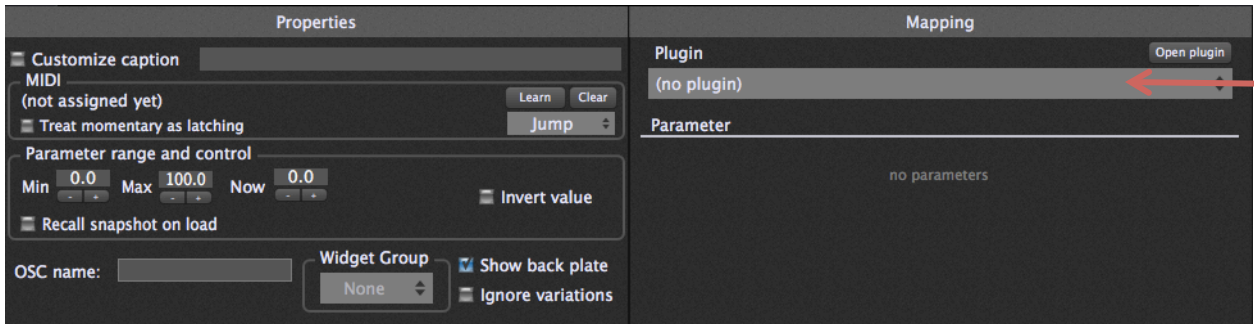 Properties
Customize caption
MIDI
(not assigned yet)
Learn
Clear
Treat momentary as latching
Jump
Parameter range and control
Min
0.0
- +
Max
100.0
- +
Now
0.0
- +
Invert value
Recall snapshot on load
OSC name:
Widget Group
None
Show back plate
Ignore variations
Mapping
Plugin
Open plugin
(no plugin)
Parameter
no parameters